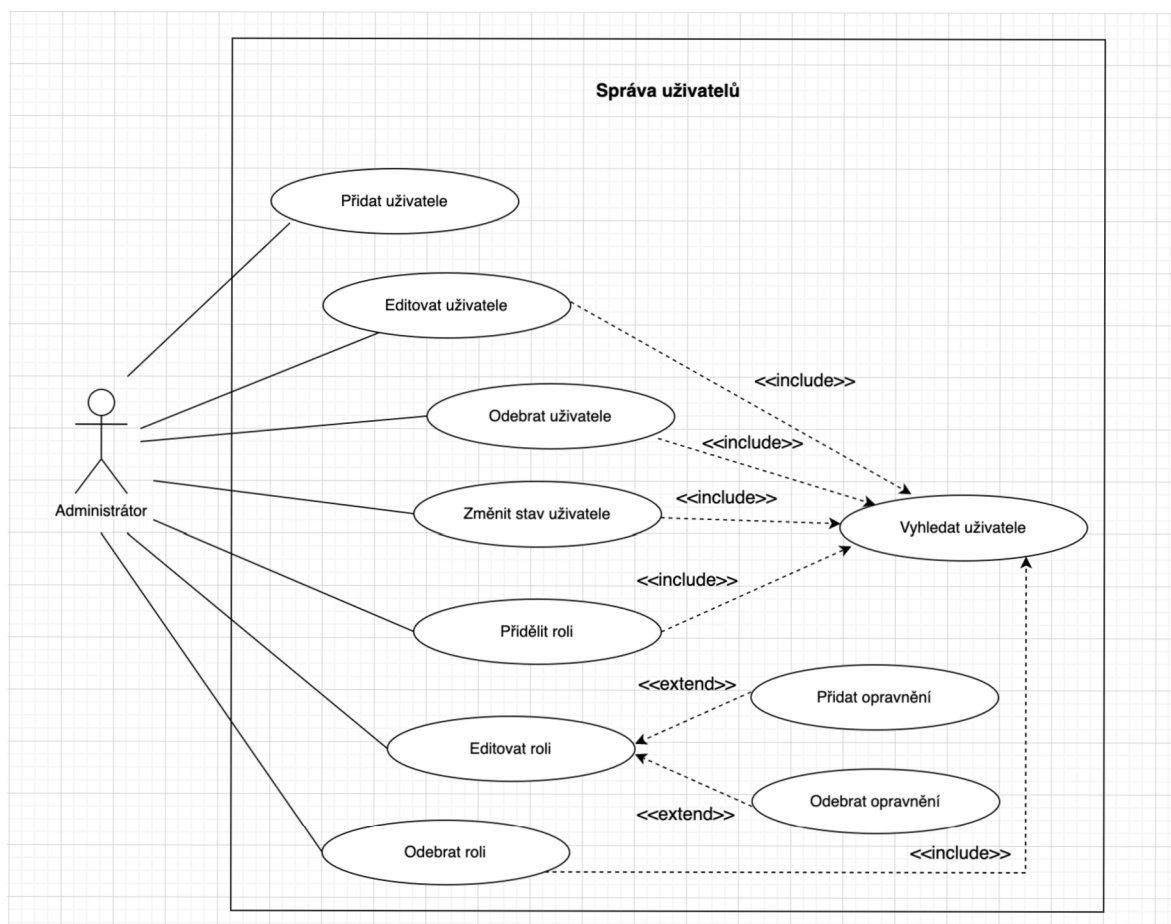 Správa uživatelů
Přidat uživatele
Editovat uživatele
<<include>>
Odebrat uživatele
<<include>>
<<include>>
Změnit stav uživatele
Vyhledat uživatele
Administrátor
<<include>>
Přidělit roli
<<extend>>
Přidat opravnění
Editovat roli
Odebrat opravnění
<<extend>>
Odebrat roli
<<include>>